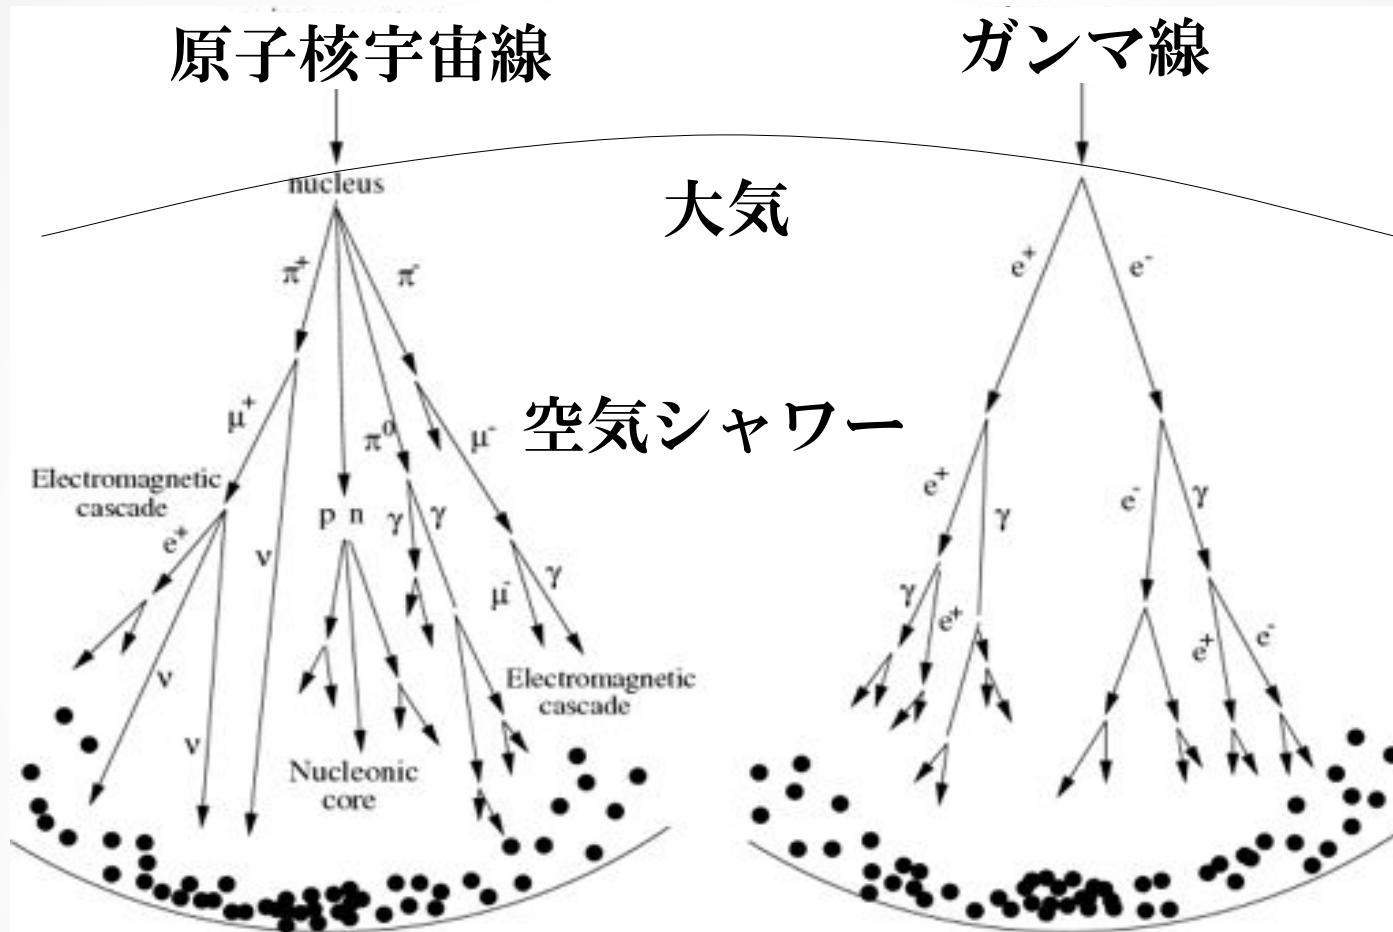 原子核宇宙線
ガンマ線
nucleus
大気
π+
π-
e+
e-
μ+
π0
μ-
空気シャワー
Electromagnetic
cascade
e+
ν
p n
γ
γ
μ-
γ
ν
ν
Electromagnetic
cascade
Nucleonic
core
e+
γ
γ
e+
e-
γ
e+
e-